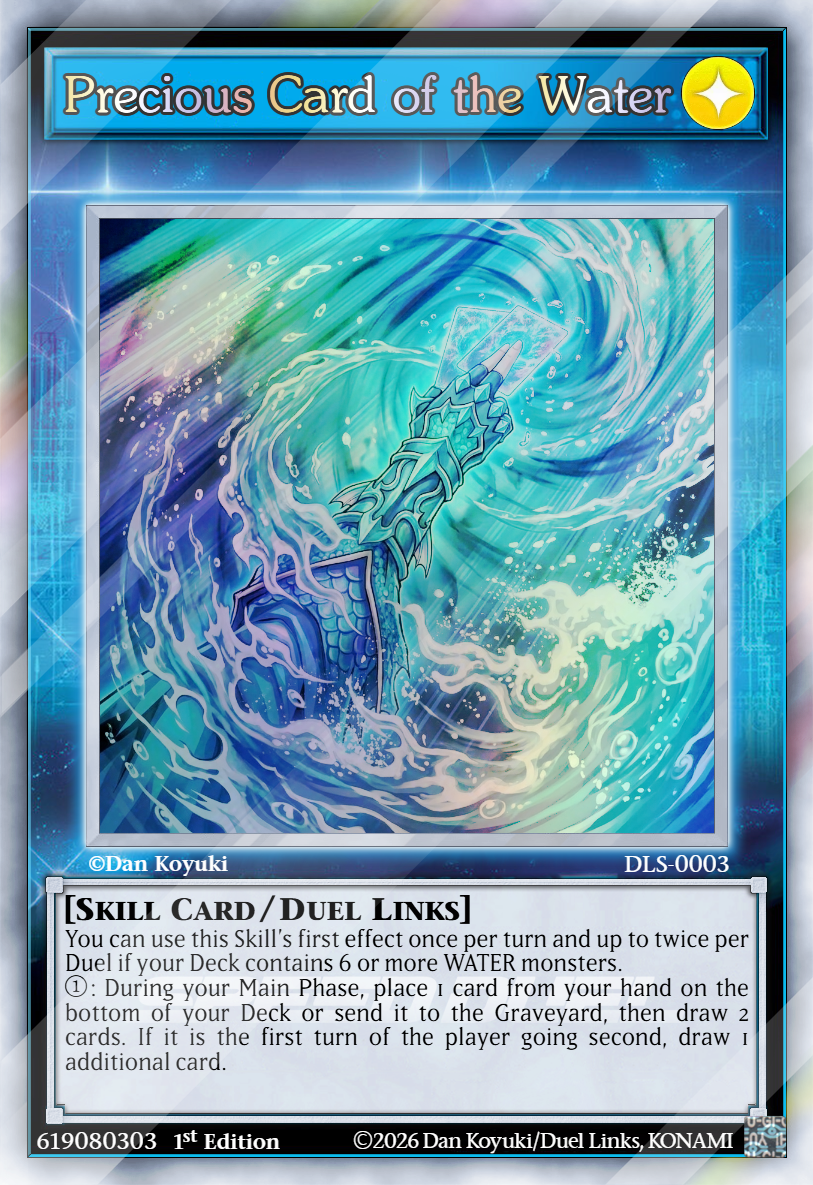 Precious Card of the Water
©Dan Koyuki
DLS-0003
[Skill Card/Duel Links]
You can use this Skill's first effect once per turn and up to twice per
Duel if your Deck contains 6 or more WATER monsters.
①: During your Main Phase, place 1 card from your hand on the
bottom of your Deck or send it to the Graveyard, then draw 2
cards. If it is the first turn of the player going second, draw 1
additional card.
619080303 1st Edition
©2026 Dan Koyuki/Duel Links, KONAMI